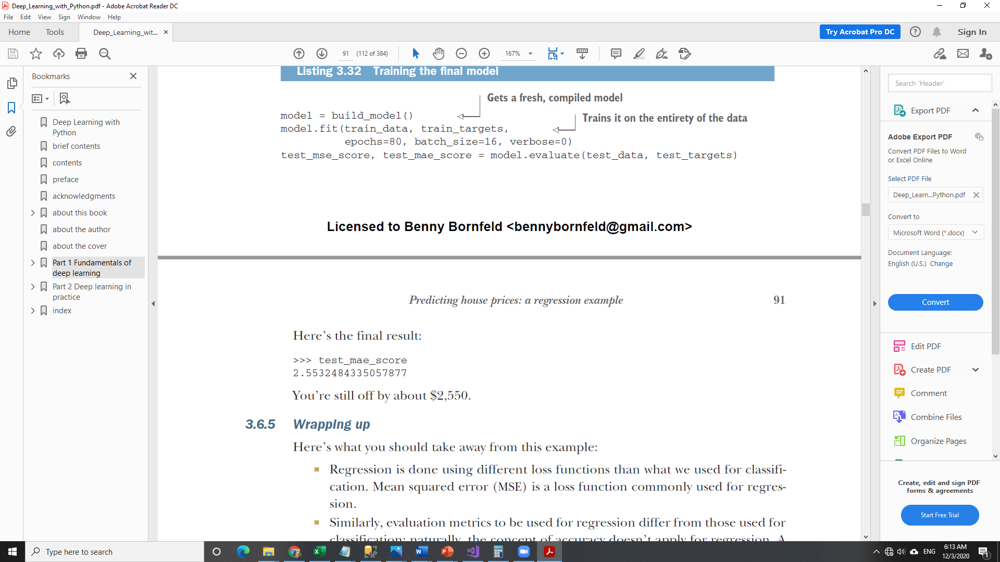 Deep_Learning_with_Python.pdf - Adobe Acrobat Reader DC
File Edit View Sign Window Help
Home Tools Deep_Learning_wit... ×
Try Acrobat Pro DC Sign In
91 (112 of 384) 167%
Bookmarks
Deep Learning with
Python
brief contents
contents
preface
acknowledgments
about this book
about the author
about the cover
Part 1 Fundamentals of
deep learning
Part 2 Deep learning in
practice
index
Listing 3.32 Training the final model
Gets a fresh, compiled model
model = build_model()
Trains it on the entirety of the data
model.fit(train_data, train_targets,
epochs=80, batch_size=16, verbose=0)
test_mse_score, test_mae_score = model.evaluate(test_data, test_targets)
Licensed to Benny Bornfeld <bennybornfeld@gmail.com>
Predicting house prices: a regression example 91
Here's the final result:
>>> test_mae_score
2.5532484335057877
You're still off by about $2,550.
3.6.5 Wrapping up
Here's what you should take away from this example:
Regression is done using different loss functions than what we used for classifi-
cation. Mean squared error (MSE) is a loss function commonly used for regres-
sion.
Similarly, evaluation metrics to be used for regression differ from those used for
classification; naturally, the concept of accuracy doesn't apply for regression. A
Search 'Header'
Export PDF
Adobe Export PDF
Convert PDF Files to Word
or Excel Online
Select PDF File
Deep_Learn...Python.pdf
Convert to
Microsoft Word (*.docx)
Document Language:
English (U.S.) Change
Convert
Edit PDF
Create PDF
Comment
Combine Files
Organize Pages
Create, edit and sign PDF
forms & agreements
Start Free Trial
Type here to search
ENG
6:13 AM
12/3/2020
1